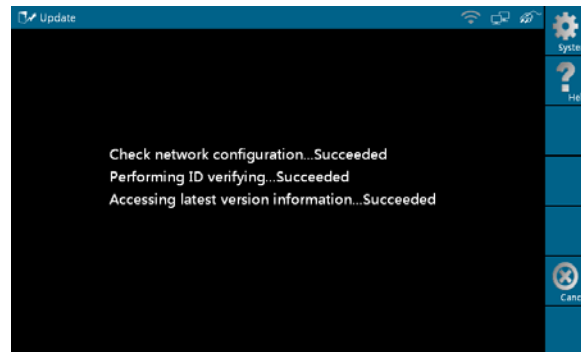 Update
Check network configuration...Succeeded
Performing ID verifying...Succeeded
Accessing latest version information...Succeeded